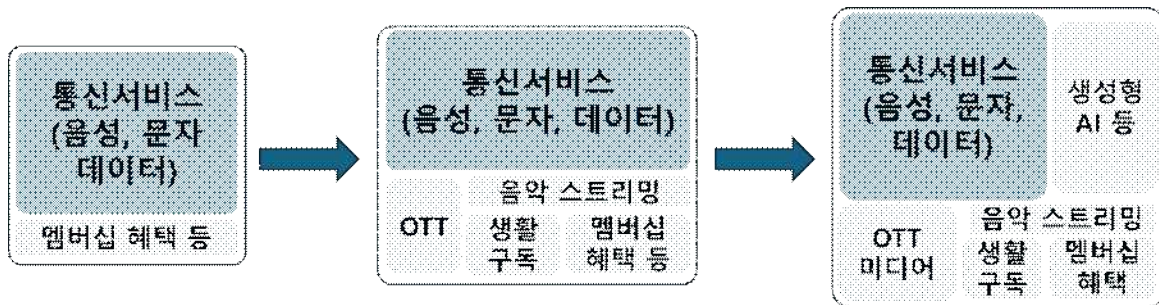 통신서비스
(음성, 문자
데이터)
멤버십 혜택 등
통신서비스
(음성, 문자, 데이터)
OTT
음악 스트리밍
생활
구독
멤버십
혜택 등
통신서비스
(음성, 문자,
데이터)
생성형
AI 등
OTT
미디어
음악 스트리밍
생활
구독
멤버십
혜택